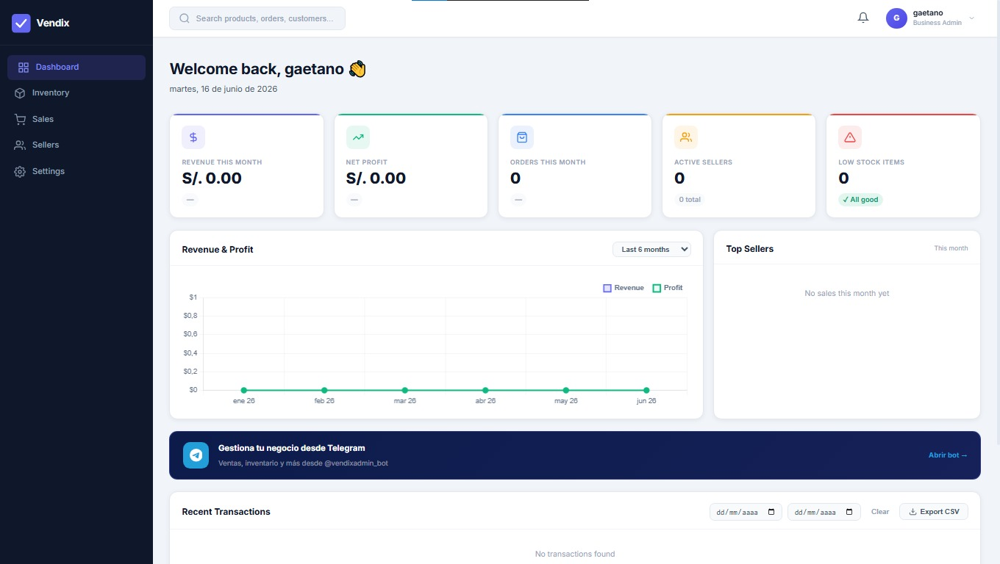 Vendix
Search products, orders, customers...
G
gaetano
Business Admin
Dashboard
Inventory
Sales
Sellers
Settings
Welcome back, gaetano 👋
martes, 16 de junio de 2026
REVENUE THIS MONTH
S/. 0.00
—
NET PROFIT
S/. 0.00
—
ORDERS THIS MONTH
0
—
ACTIVE SELLERS
0
0 total
LOW STOCK ITEMS
0
✓ All good
Revenue & Profit
Last 6 months
Revenue
Profit
$1
$0,8
$0,6
$0,4
$0,2
$0
ene 26
feb 26
mar 26
abr 26
may 26
jun 26
Top Sellers
This month
No sales this month yet
Gestiona tu negocio desde Telegram
Ventas, inventario y más desde @vendixadmin_bot
Abrir bot →
Recent Transactions
dd/mm/aaaa
dd/mm/aaaa
Clear
Export CSV
No transactions found